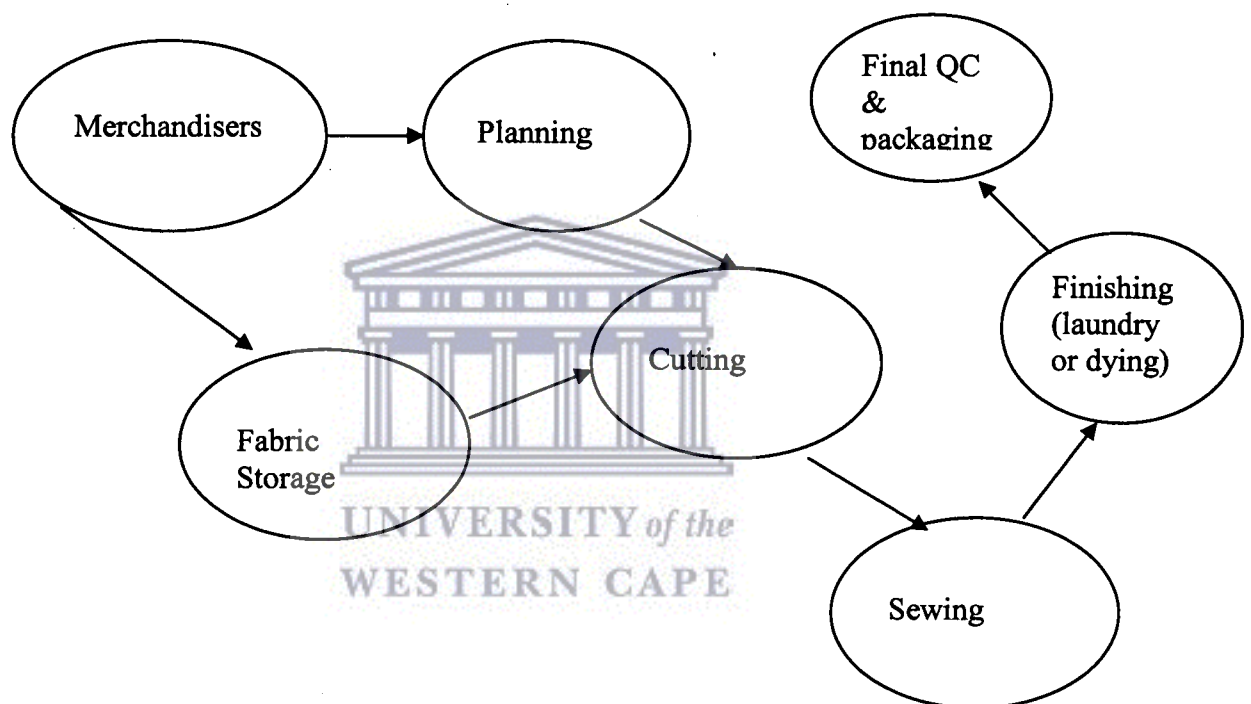 Merchandisers
Planning
Final QC
&
packaging
Cutting
Finishing
(laundry
or dying)
Fabric
Storage
UNIVERSITY of the
WESTERN CAPE
Sewing